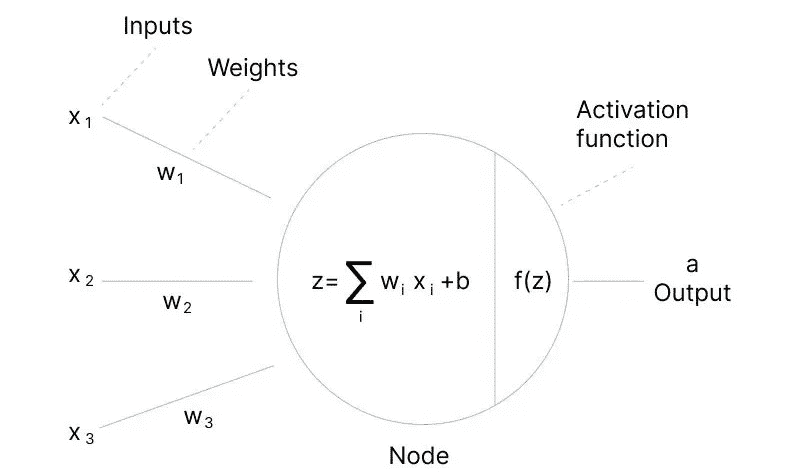 Inputs
Weights
x₁
w₁
Activation
function
x₂
w₂
z=∑ wᵢ xᵢ +b
i
f(z)
a
Output
x₃
w₃
Node